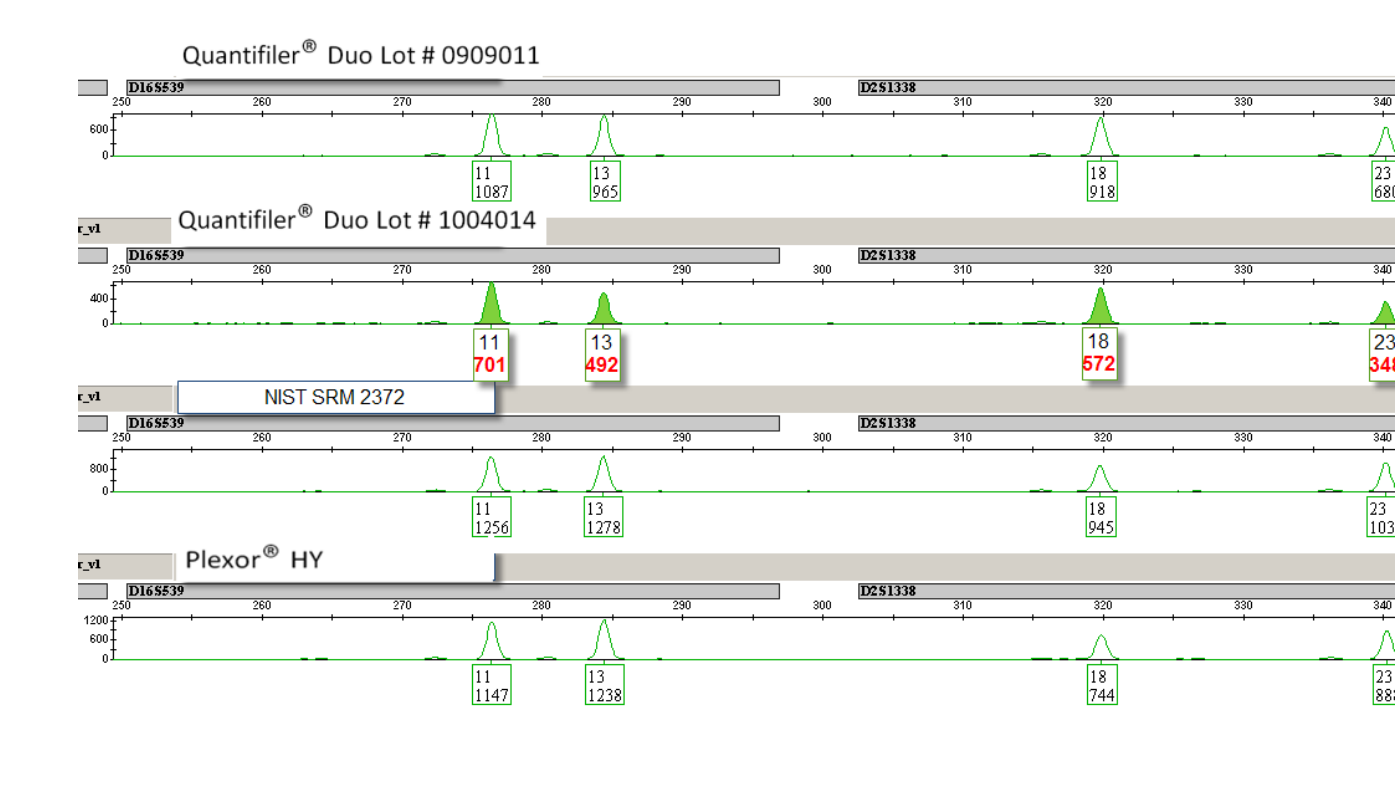 Quantifiler® Duo Lot # 0909011
D16S539 D2S1338
250 260 270 280 290 300 310 320 330 340
600
0
11 13 18 23
1087 965 918
Quantifiler® Duo Lot # 1004014
r_v1
D16S539 D2S1338
250 260 270 280 290 300 310 320 330 340
400
0
11 13 18 23
701 492 572
NIST SRM 2372
r_v1
D16S539 D2S1338
250 260 270 280 290 300 310 320 330 340
800
0
11 13 18 23
1256 1278 945
Plexor® HY
r_v1
D16S539 D2S1338
250 260 270 280 290 300 310 320 330 340
1200
600
0
11 13 18 23
1147 1238 744